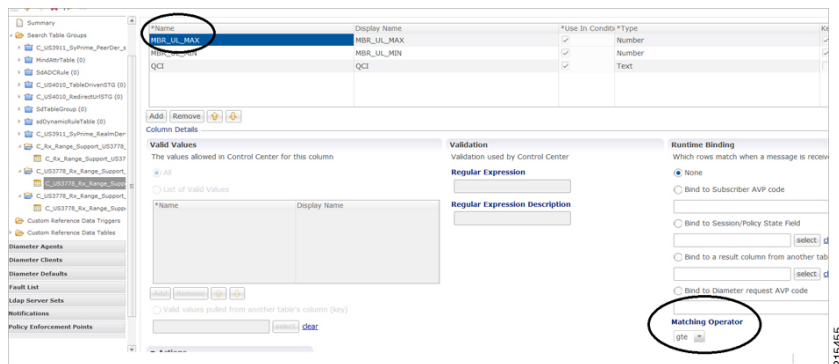 Summary
Search Table Groups
C_US3911_SyPrime_PeerDer_s
MindAttrTable (0)
SdADCRule (0)
C_US4010_TableDrivenSTG (0)
C_US4010_RedirectUrlSTG (0)
SdTableGroup (0)
sdDynamicRuleTable (0)
C_US3911_SyPrime_RealmDer
C_Rx_Range_Support_US3778_
C_Rx_Range_Support_US37
C_US3778_Rx_Range_Support_
C_US3778_Rx_Range_Supp
C_US3778_Rx_Range_Support_
C_US3778_Rx_Range_Supp
Custom Reference Data Triggers
Custom Reference Data Tables
Diameter Agents
Diameter Clients
Diameter Defaults
Fault List
Ldap Server Sets
Notifications
Policy Enforcement Points
*Name Display Name *Use In Conditi *Type Ke
MBR_UL_MAX MBR_UL_MAX Number
MBR_UL_MIN MBR_UL_MIN Number
QCI QCI Text
Add Remove
Column Details
Valid Values
The values allowed in Control Center for this column
All
List of Valid Values
*Name Display Name
Add Remove
Valid values pulled from another table's column (key)
select clear
Actions
Validation
Validation used by Control Center
Regular Expression
Regular Expression Description
Runtime Binding
Which rows match when a message is receive
None
Bind to Subscriber AVP code
Bind to Session/Policy State Field
select cl
Bind to a result column from another tab
select cl
Bind to Diameter request AVP code
Matching Operator
gte